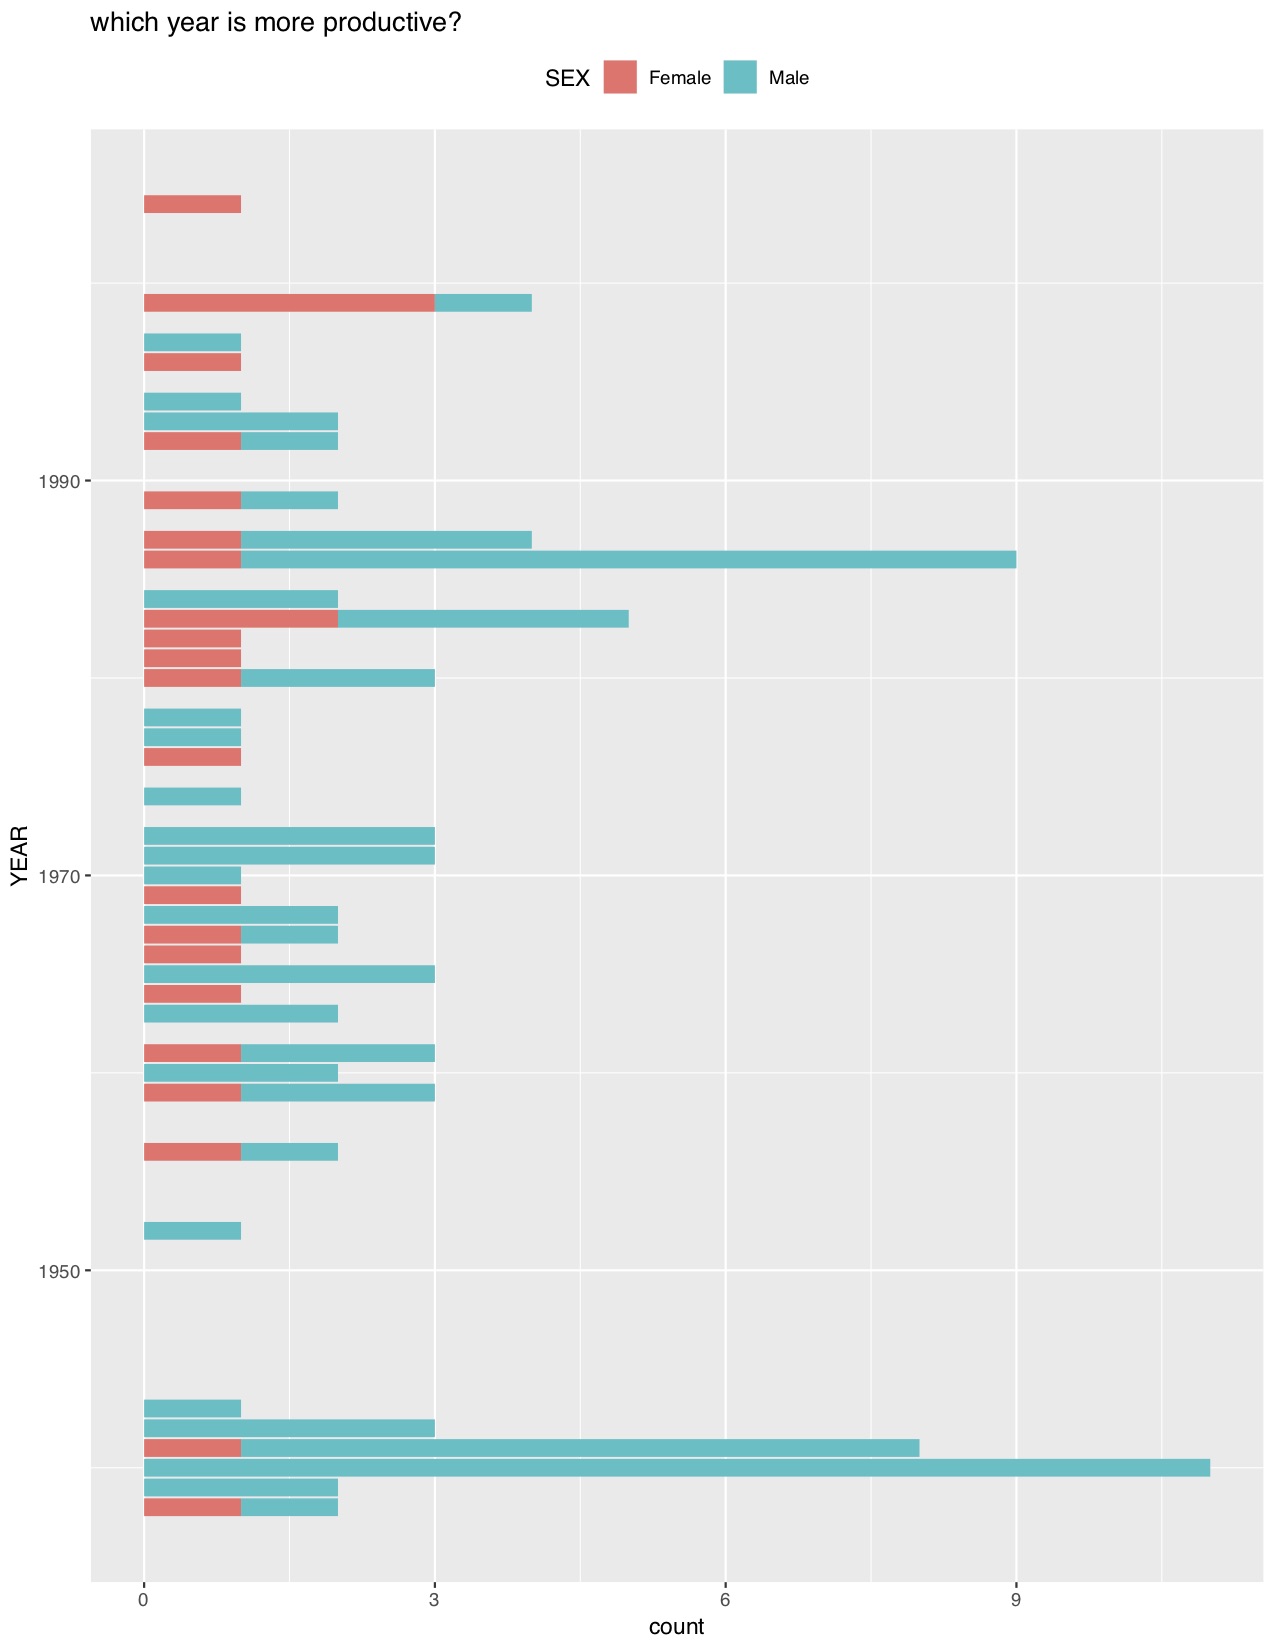 which year is more productive?
SEX Female Male
1990
YEAR
1970
1950
0 3 6 9
count